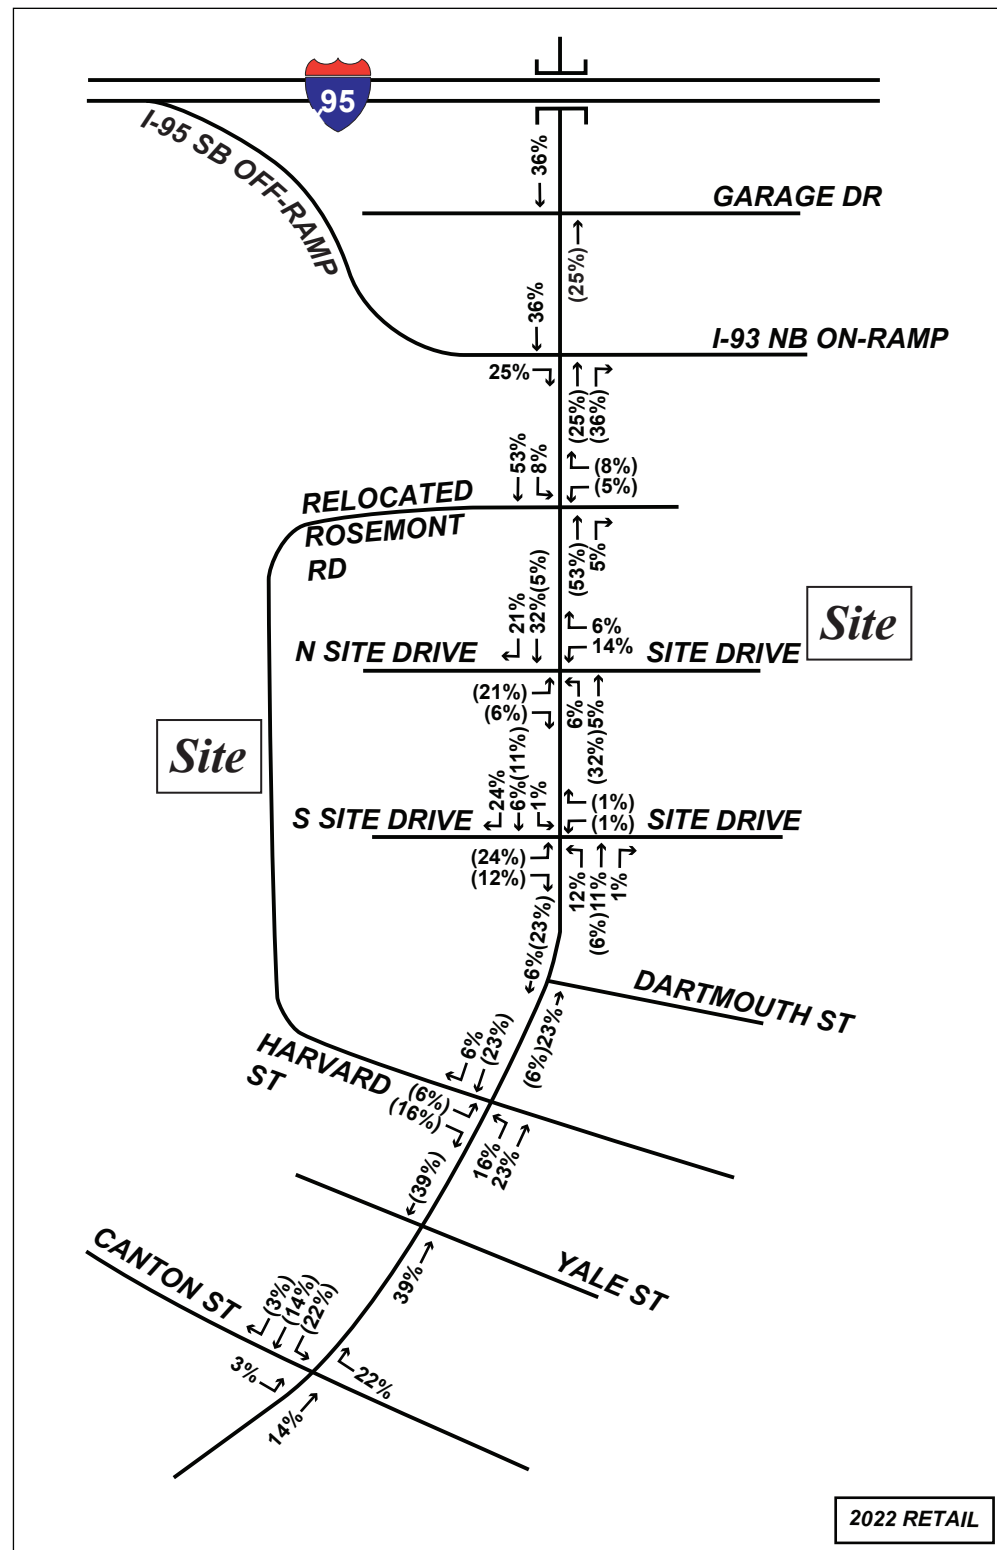 95
I-95 SB OFF-RAMP
36%
GARAGE DR
(25%)
36%
I-93 NB ON-RAMP
25%
(25%)
(36%)
53%
8%
(8%)
(5%)
RELOCATED
ROSEMONT
RD
(53%)
5%
21%
32%(5%)
6%
14%
Site
N SITE DRIVE
SITE DRIVE
(21%)
(6%)
6%
(32%)5%
Site
24%
6%(11%)
1%
(1%)
(1%)
S SITE DRIVE
SITE DRIVE
(24%)
(12%)
12%
(6%)11%
1%
6%(23%)
DARTMOUTH ST
(6%)23%
HARVARD
ST
6%
(23%)
(6%)
(16%)
16%
23%
(39%)
YALE ST
39%
CANTON ST
(3%)
(14%)
(22%)
3%
22%
14%
2022 RETAIL